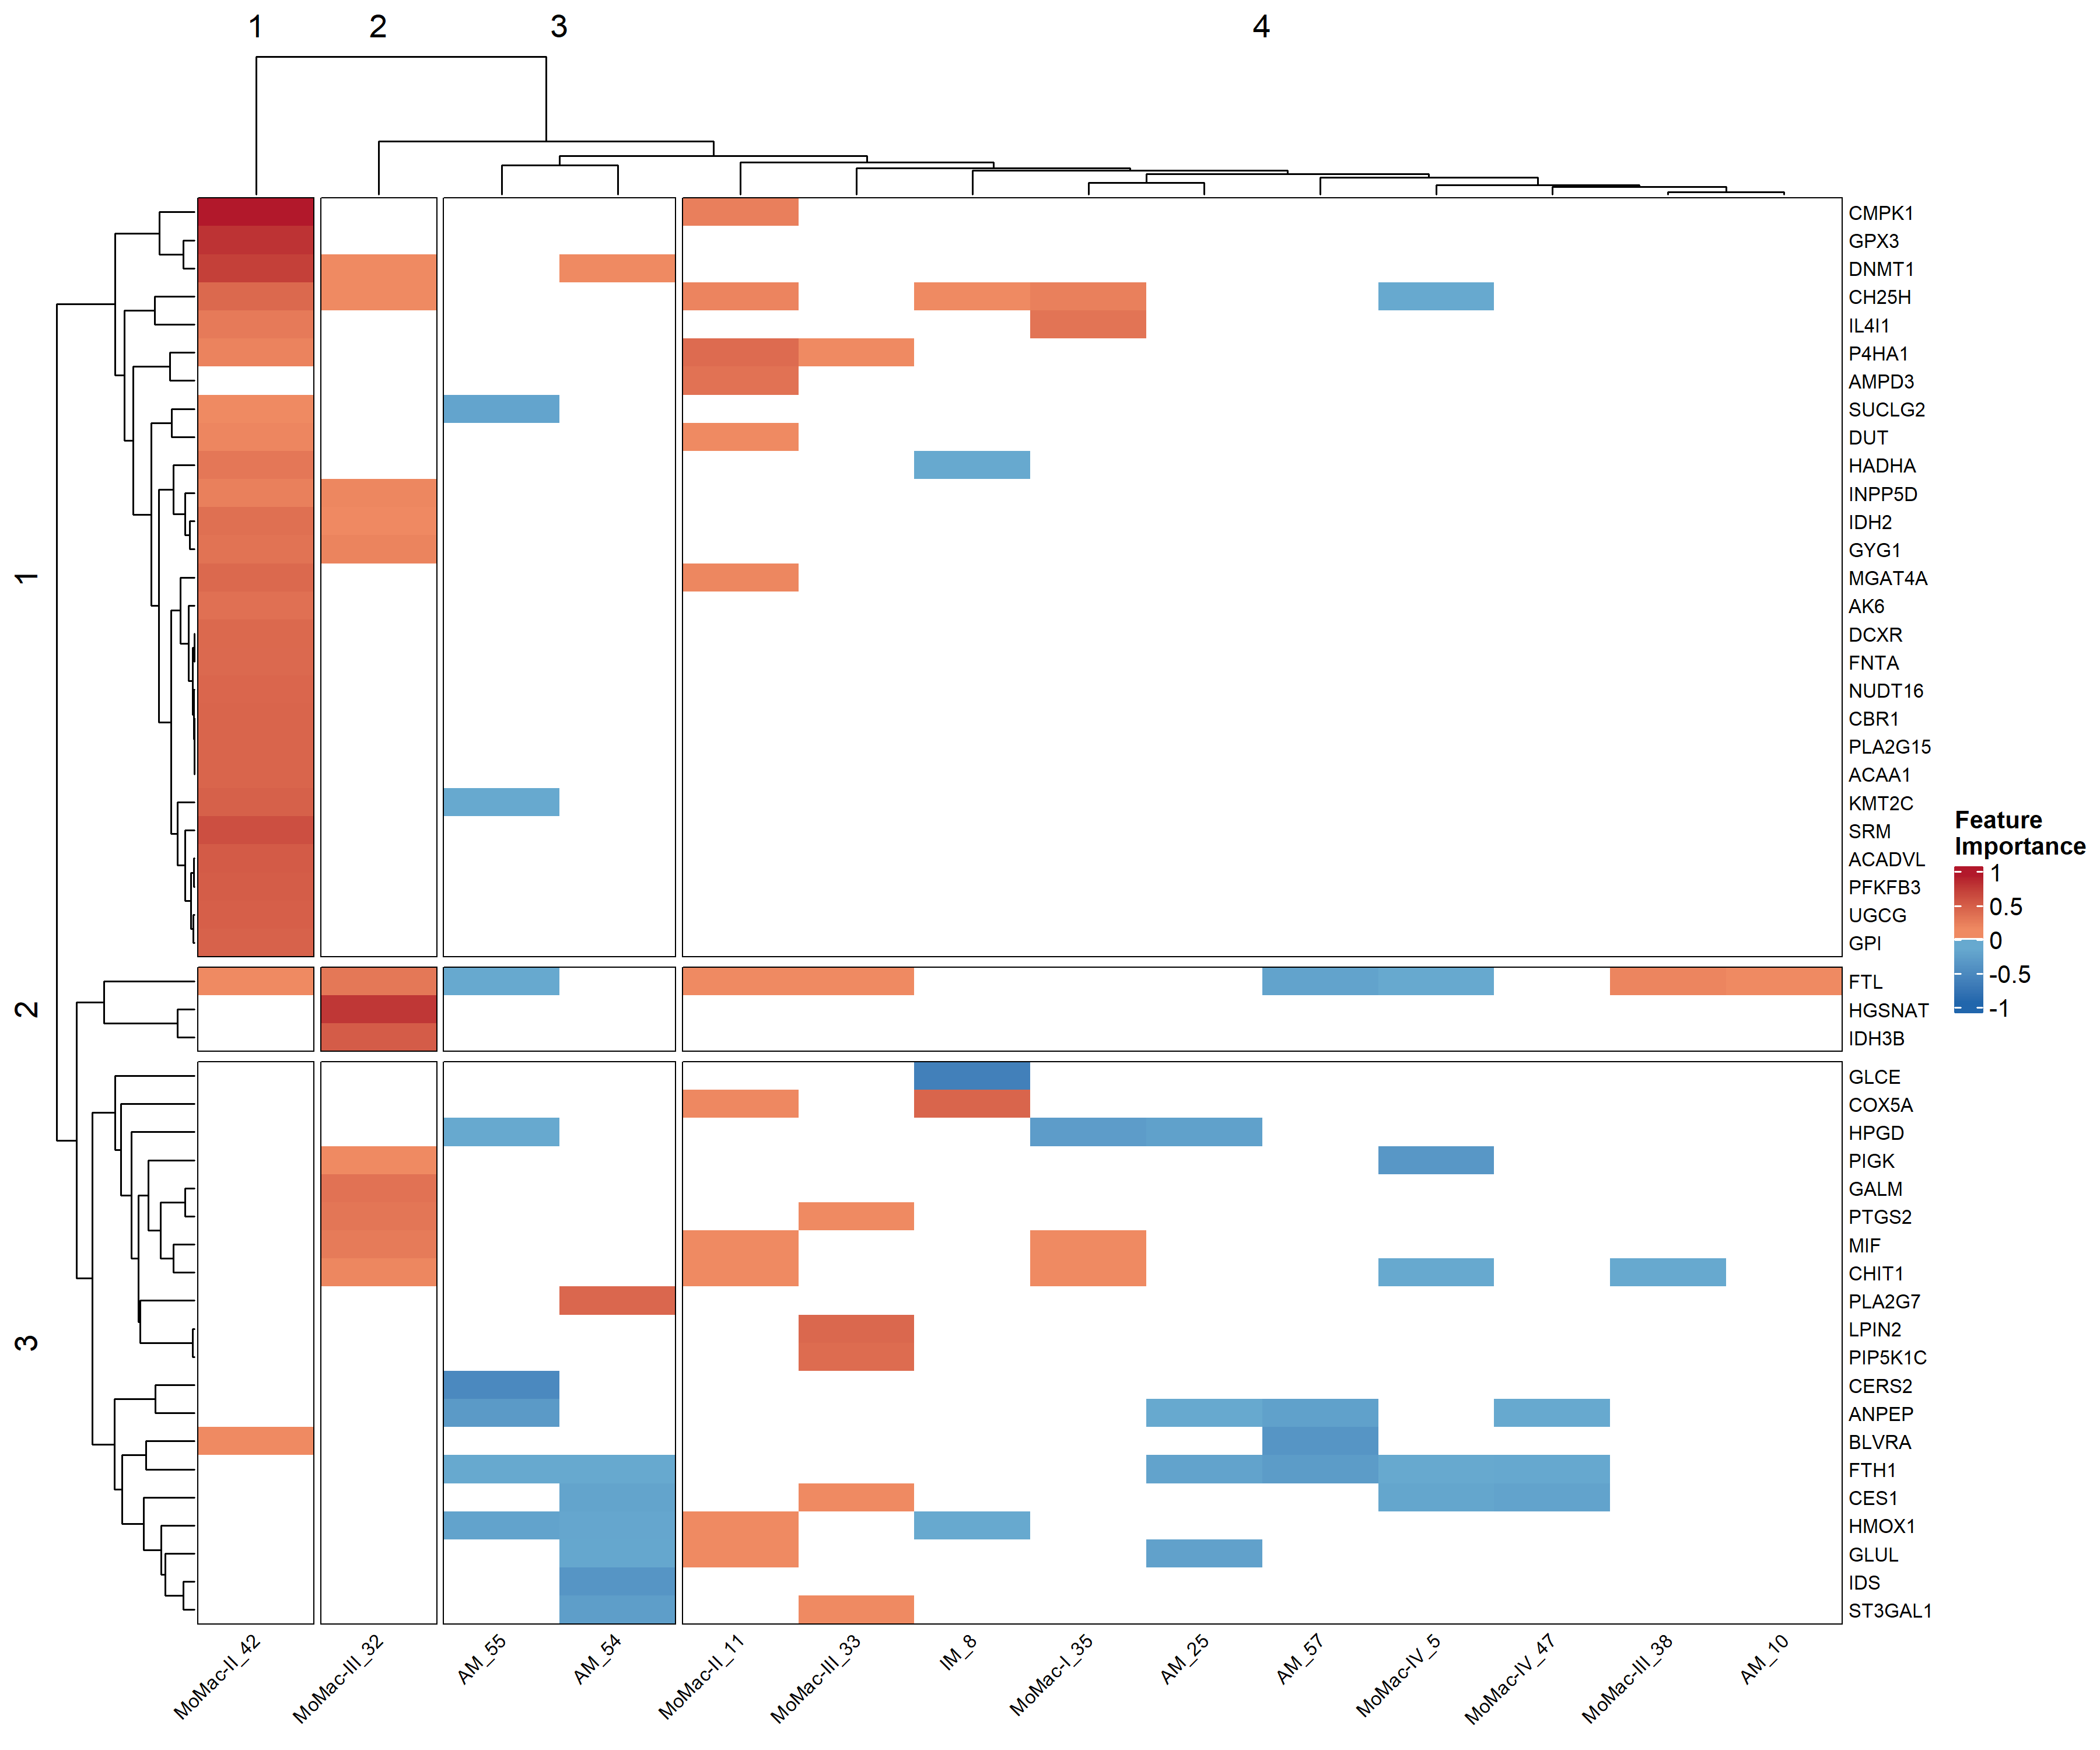 1 2 3 4
CMPK1
GPX3
DNMT1
CH25H
IL4I1
P4HA1
AMPD3
SUCLG2
DUT
HADHA
INPP5D
IDH2
GYG1
MGAT4A
AK6
DCXR
FNTA
NUDT16
CBR1
PLA2G15
ACAA1
KMT2C
SRM
ACADVL
PFKFB3
UGCG
GPI
1
FTL
HGSNAT
IDH3B
2
GLCE
COX5A
HPGD
PIGK
GALM
PTGS2
MIF
CHIT1
PLA2G7
LPIN2
PIP5K1C
CERS2
ANPEP
BLVRA
FTH1
CES1
HMOX1
GLUL
IDS
ST3GAL1
3
MoMac-II_42
MoMac-III_32
AM_55
AM_54
MoMac-II_11
MoMac-III_33
IM_8
MoMac-I_35
AM_25
AM_57
MoMac-IV_5
MoMac-IV_47
MoMac-III_38
AM_10
Feature
Importance
1
0.5
0
-0.5
-1